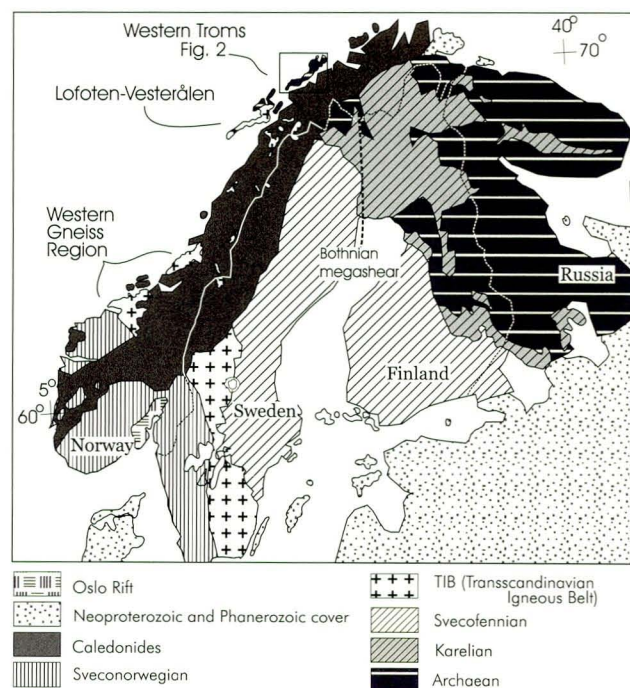 Western Troms
Fig. 2
40°
70°
Lofoten-Vesterålen
Western
Gneiss
Region
Bothnian
megashear
Russia
Finland
5°
60°
Sweden
Norway
Oslo Rift
Neoproterozoic and Phanerozoic cover
Caledonides
Sveconorwegian
TIB (Transscandinavian
Igneous Belt)
Svecofennian
Karelian
Archaean